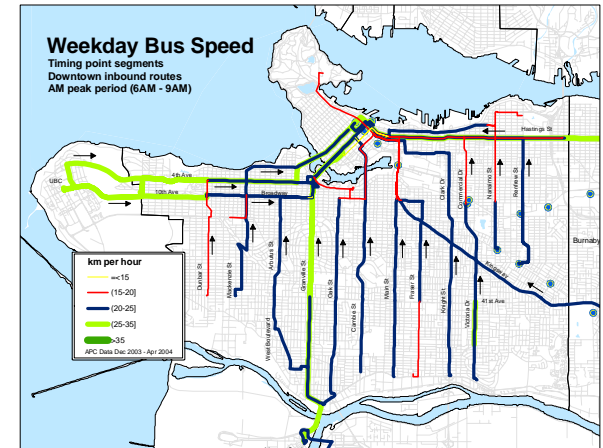 Weekday Bus Speed
Timing point segments
Downtown inbound routes
AM peak period (6AM - 9AM)
Hastings St
UBC
4th Ave
10th Ave
Broadway
Dunbar St
Mackenzie St
Arbutus St
West Boulevard
Granville St
Oak St
Cambie St
Main St
Fraser St
Knight St
Clark Dr
Commercial Dr
Victoria Dr
Nanaimo St
Renfrew St
Kingsway
41st Ave
Burnaby
km per hour
=<15
(15-20]
(20-25]
(25-35]
>35
APC Data Dec 2003 - Apr 2004